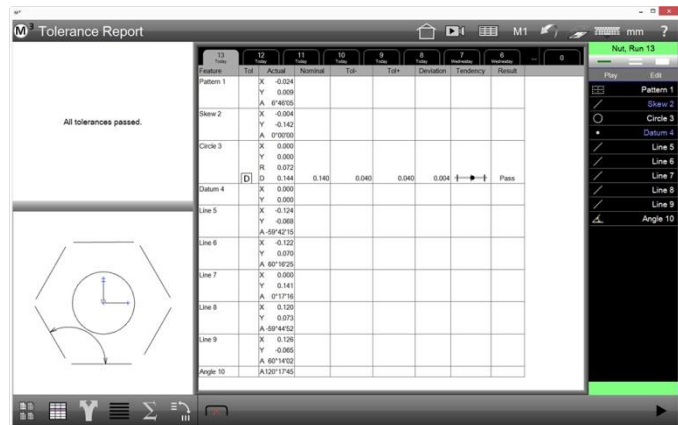 M³ Tolerance Report
M1
mm
?
All tolerances passed.
13 Today
12 Today
11 Today
10 Today
9 Today
8 Today
7 Wednesday
6 Wednesday
...
0
Feature Tol Actual Nominal Tol- Tol+ Deviation Tendency Result
Pattern 1 X -0.024
Y 0.009
A 6°46'05
Skew 2 X -0.004
Y -0.142
A 0°00'00
Circle 3 X 0.000
Y 0.000
R 0.072
D D 0.144 0.140 0.040 0.040 0.004 Pass
Datum 4 X 0.000
Y 0.000
Line 5 X -0.124
Y -0.068
A -59°42'15
Line 6 X -0.122
Y 0.070
A 60°16'25
Line 7 X 0.000
Y 0.141
A 0°17'16
Line 8 X 0.120
Y 0.073
A -59°44'52
Line 9 X 0.126
Y -0.065
A 60°14'02
Angle 10 A 120°17'45
Nut, Run 13
Play Edit
Pattern 1
Skew 2
Circle 3
Datum 4
Line 5
Line 6
Line 7
Line 8
Line 9
Angle 10